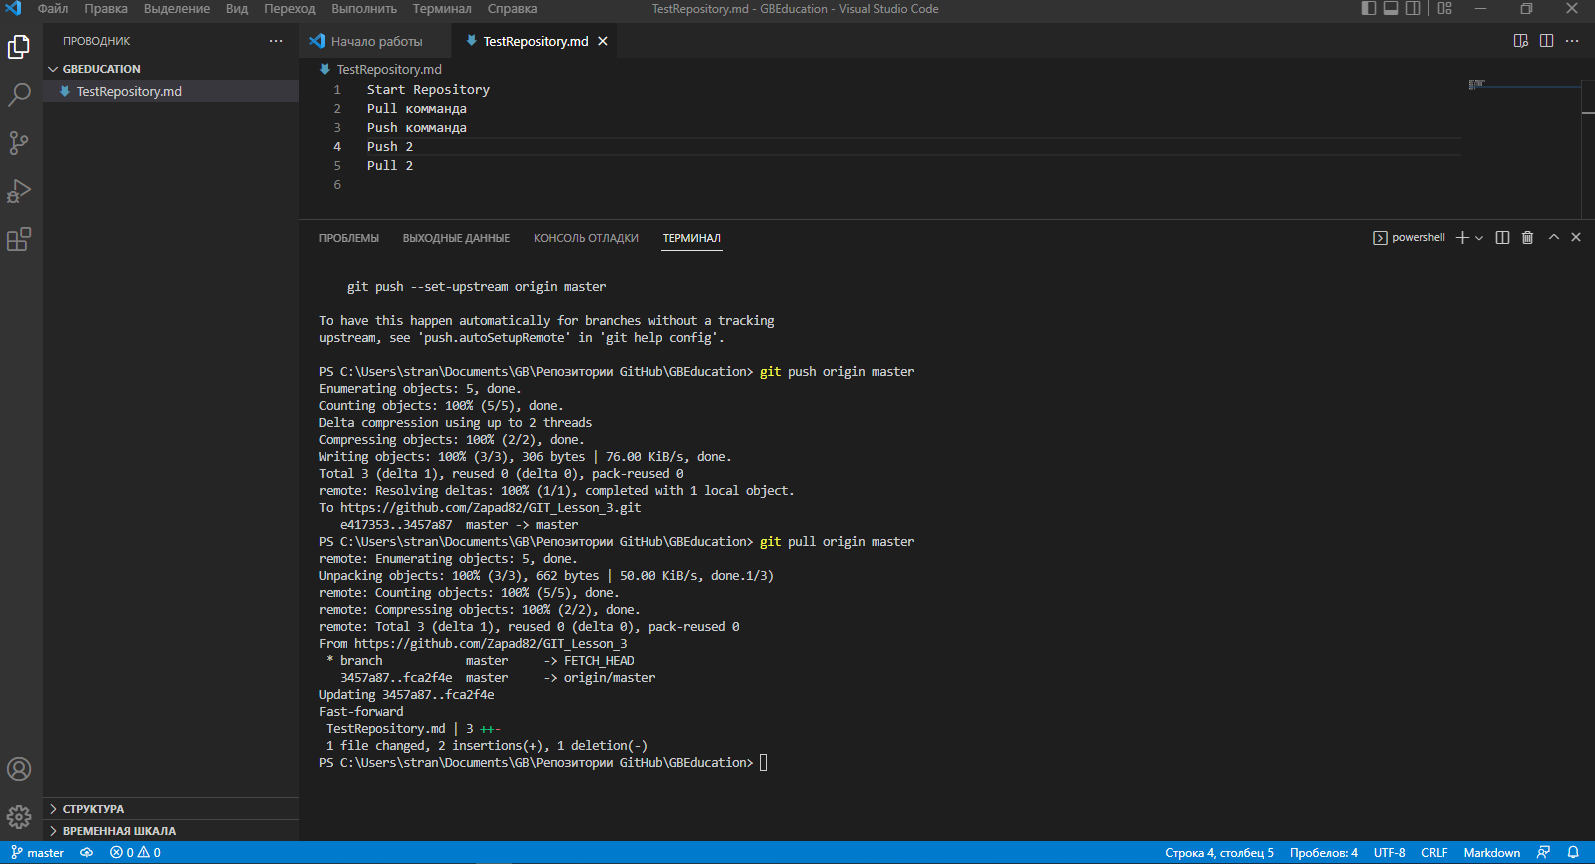 Файл Правка Выделение Вид Переход Выполнить Терминал Справка TestRepository.md - GBEducation - Visual Studio Code
ПРОВОДНИК ···
GBEDUCATION
TestRepository.md
СТРУКТУРА
ВРЕМЕННАЯ ШКАЛА
Начало работы TestRepository.md
TestRepository.md
1 Start Repository
2 Pull комманда
3 Push комманда
4 Push 2
5 Pull 2
6
ПРОБЛЕМЫ ВЫХОДНЫЕ ДАННЫЕ КОНСОЛЬ ОТЛАДКИ ТЕРМИНАЛ powershell
git push --set-upstream origin master
To have this happen automatically for branches without a tracking
upstream, see 'push.autoSetupRemote' in 'git help config'.
PS C:\Users\stran\Documents\GB\Репозитории GitHub\GBEducation> git push origin master
Enumerating objects: 5, done.
Counting objects: 100% (5/5), done.
Delta compression using up to 2 threads
Compressing objects: 100% (2/2), done.
Writing objects: 100% (3/3), 306 bytes | 76.00 KiB/s, done.
Total 3 (delta 1), reused 0 (delta 0), pack-reused 0
remote: Resolving deltas: 100% (1/1), completed with 1 local object.
To https://github.com/Zapad82/GIT_Lesson_3.git
e417353..3457a87 master -> master
PS C:\Users\stran\Documents\GB\Репозитории GitHub\GBEducation> git pull origin master
remote: Enumerating objects: 5, done.
Unpacking objects: 100% (3/3), 662 bytes | 50.00 KiB/s, done.1/3)
remote: Counting objects: 100% (5/5), done.
remote: Compressing objects: 100% (2/2), done.
remote: Total 3 (delta 1), reused 0 (delta 0), pack-reused 0
From https://github.com/Zapad82/GIT_Lesson_3
* branch master -> FETCH_HEAD
3457a87..fca2f4e master -> origin/master
Updating 3457a87..fca2f4e
Fast-forward
TestRepository.md | 3 ++-
1 file changed, 2 insertions(+), 1 deletion(-)
PS C:\Users\stran\Documents\GB\Репозитории GitHub\GBEducation>
master 0 0 Строка 4, столбец 5 Пробелов: 4 UTF-8 CRLF Markdown